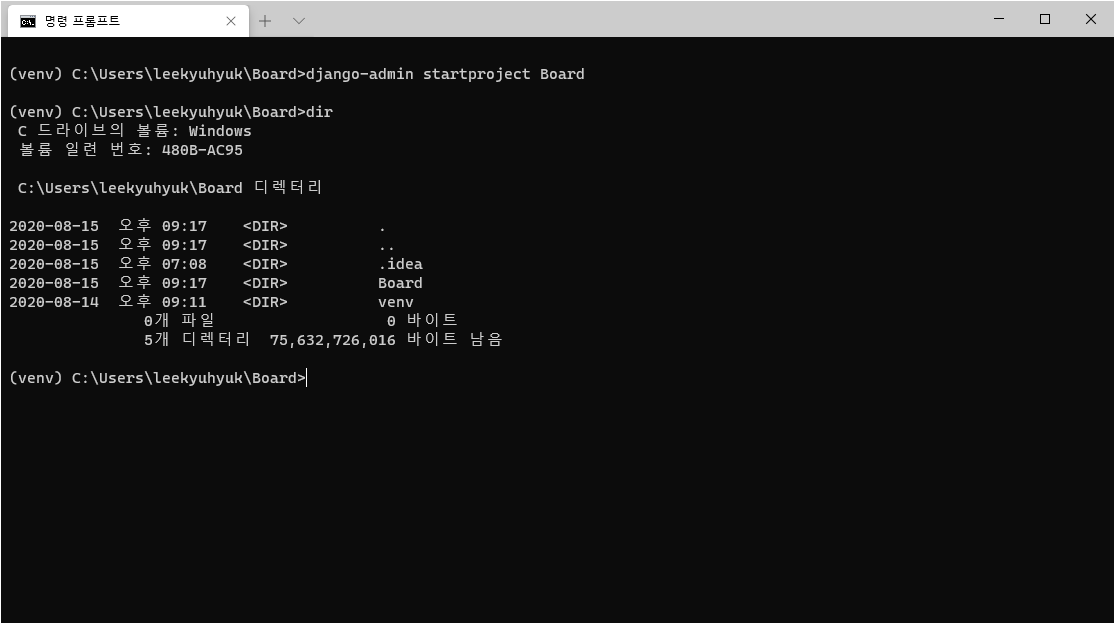 명령 프롬프트
(venv) C:\Users\leekyuhyuk\Board>django-admin startproject Board
(venv) C:\Users\leekyuhyuk\Board>dir
C 드라이브의 볼륨: Windows
볼륨 일련 번호: 480B-AC95
C:\Users\leekyuhyuk\Board 디렉터리
2020-08-15 오후 09:17 <DIR> .
2020-08-15 오후 09:17 <DIR> ..
2020-08-15 오후 07:08 <DIR> .idea
2020-08-15 오후 09:17 <DIR> Board
2020-08-14 오후 09:11 <DIR> venv
0개 파일 0 바이트
5개 디렉터리 75,632,726,016 바이트 남음
(venv) C:\Users\leekyuhyuk\Board>